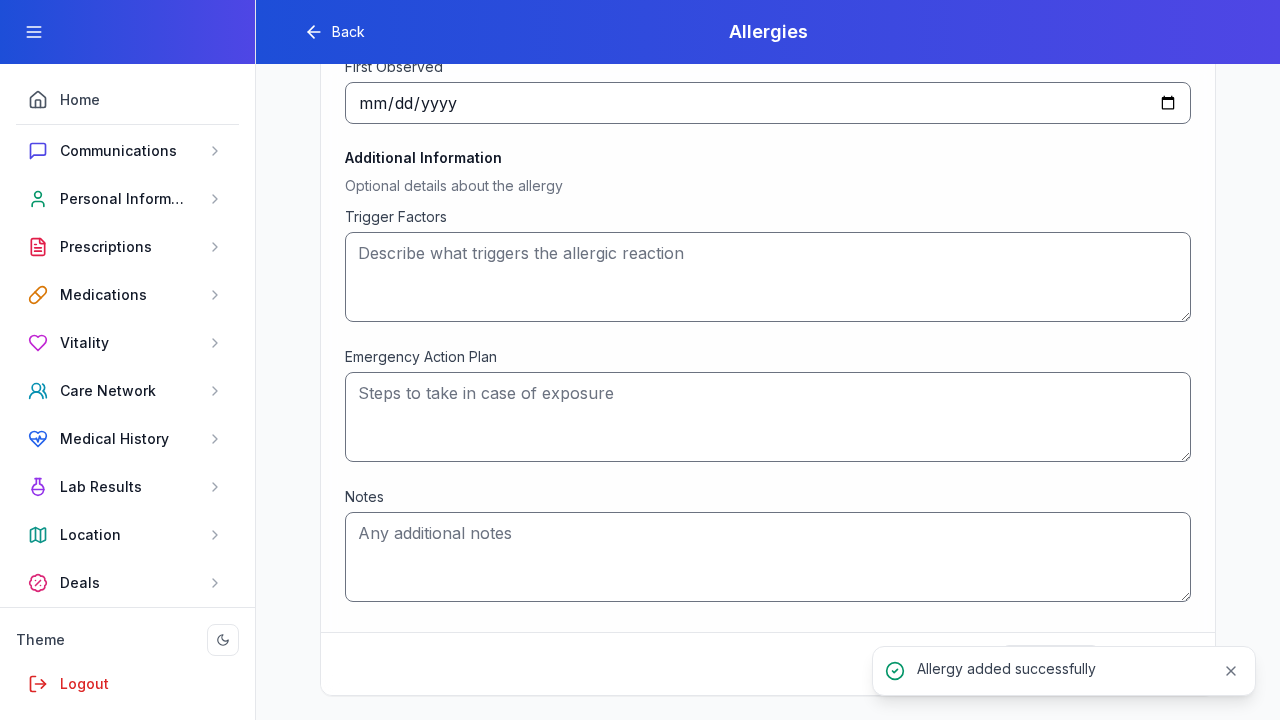 Back
Allergies
Home
Communications
Personal Inform...
Prescriptions
Medications
Vitality
Care Network
Medical History
Lab Results
Location
Deals
Theme
Logout
First Observed
mm/dd/yyyy
Additional Information
Optional details about the allergy
Trigger Factors
Describe what triggers the allergic reaction
Emergency Action Plan
Steps to take in case of exposure
Notes
Any additional notes
Allergy added successfully